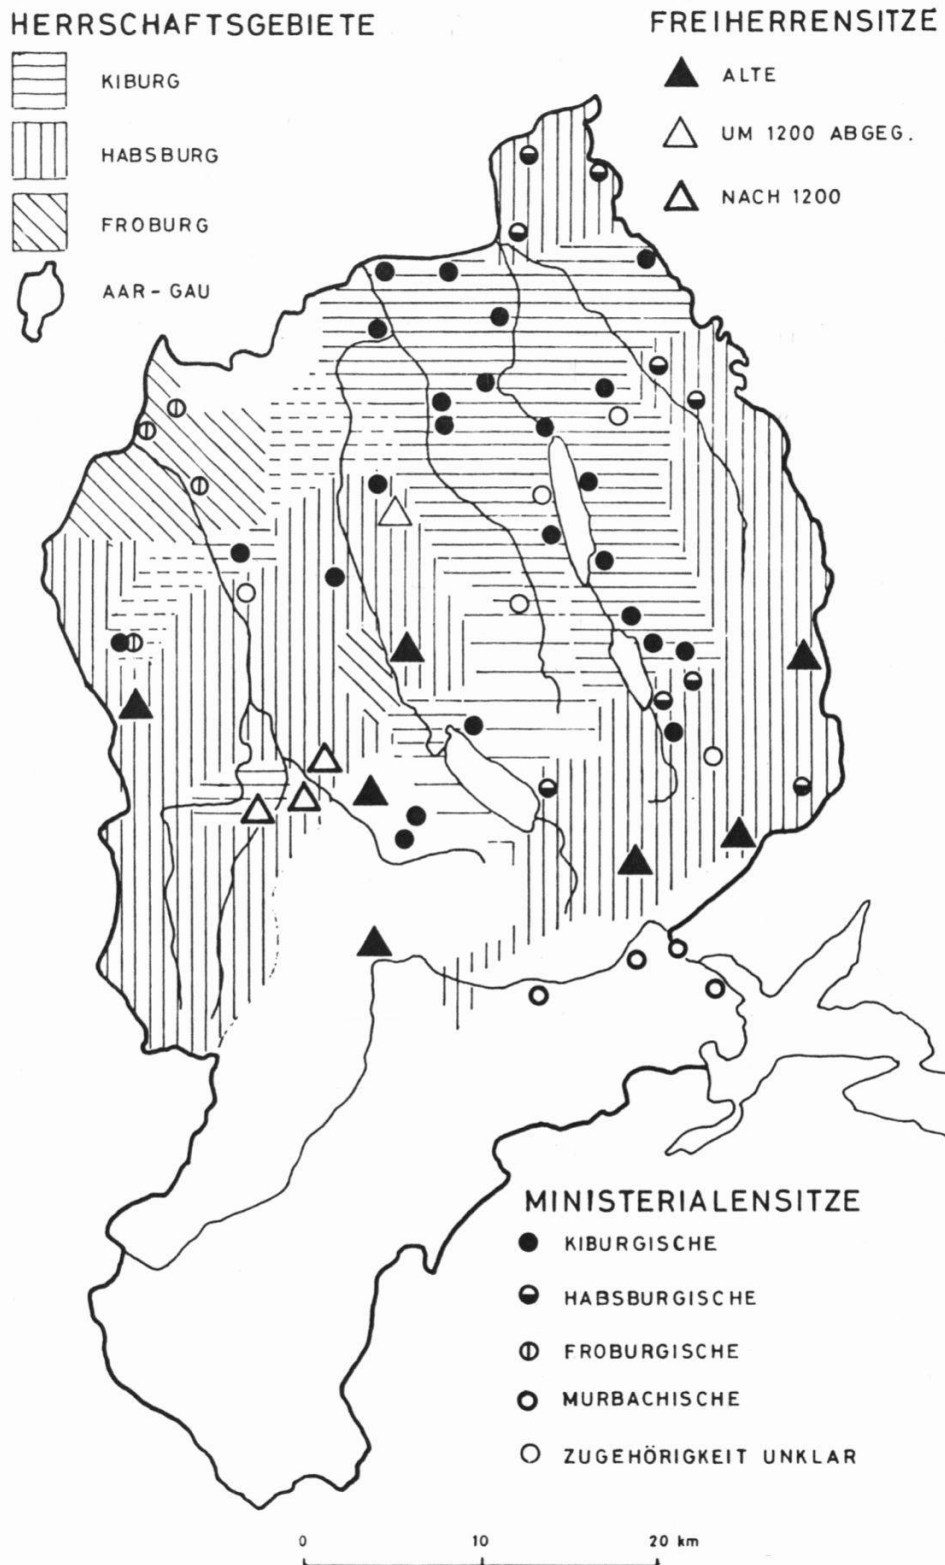 HERRSCHAFTSGEBIETE
KIBURG
HABSBURG
FROBURG
AAR-GAU
FREIHERRENSITZE
ALTE
UM 1200 ABGEG.
NACH 1200
MINISTERIALENSITZE
KIBURGISCHE
HABSBURGISCHE
FROBURGISCHE
MURBACHISCHE
ZUGEHÖRIGKEIT UNKLAR
0 10 20 km